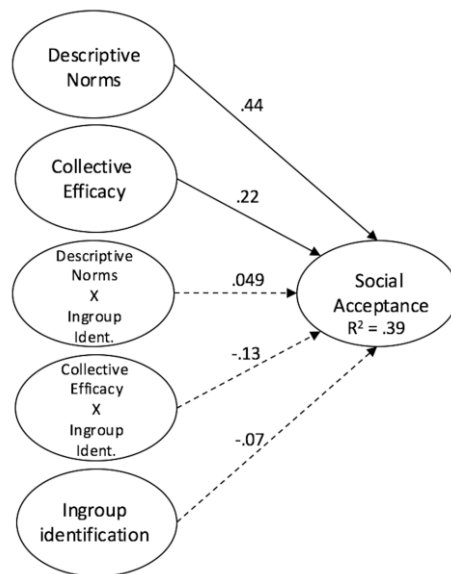 Descriptive
Norms
.44
Collective
Efficacy
.22
Descriptive
Norms
X
Ingroup
Ident.
.049
Social
Acceptance
R² = .39
Collective
Efficacy
X
Ingroup
Ident.
-.13
-.07
Ingroup
identification